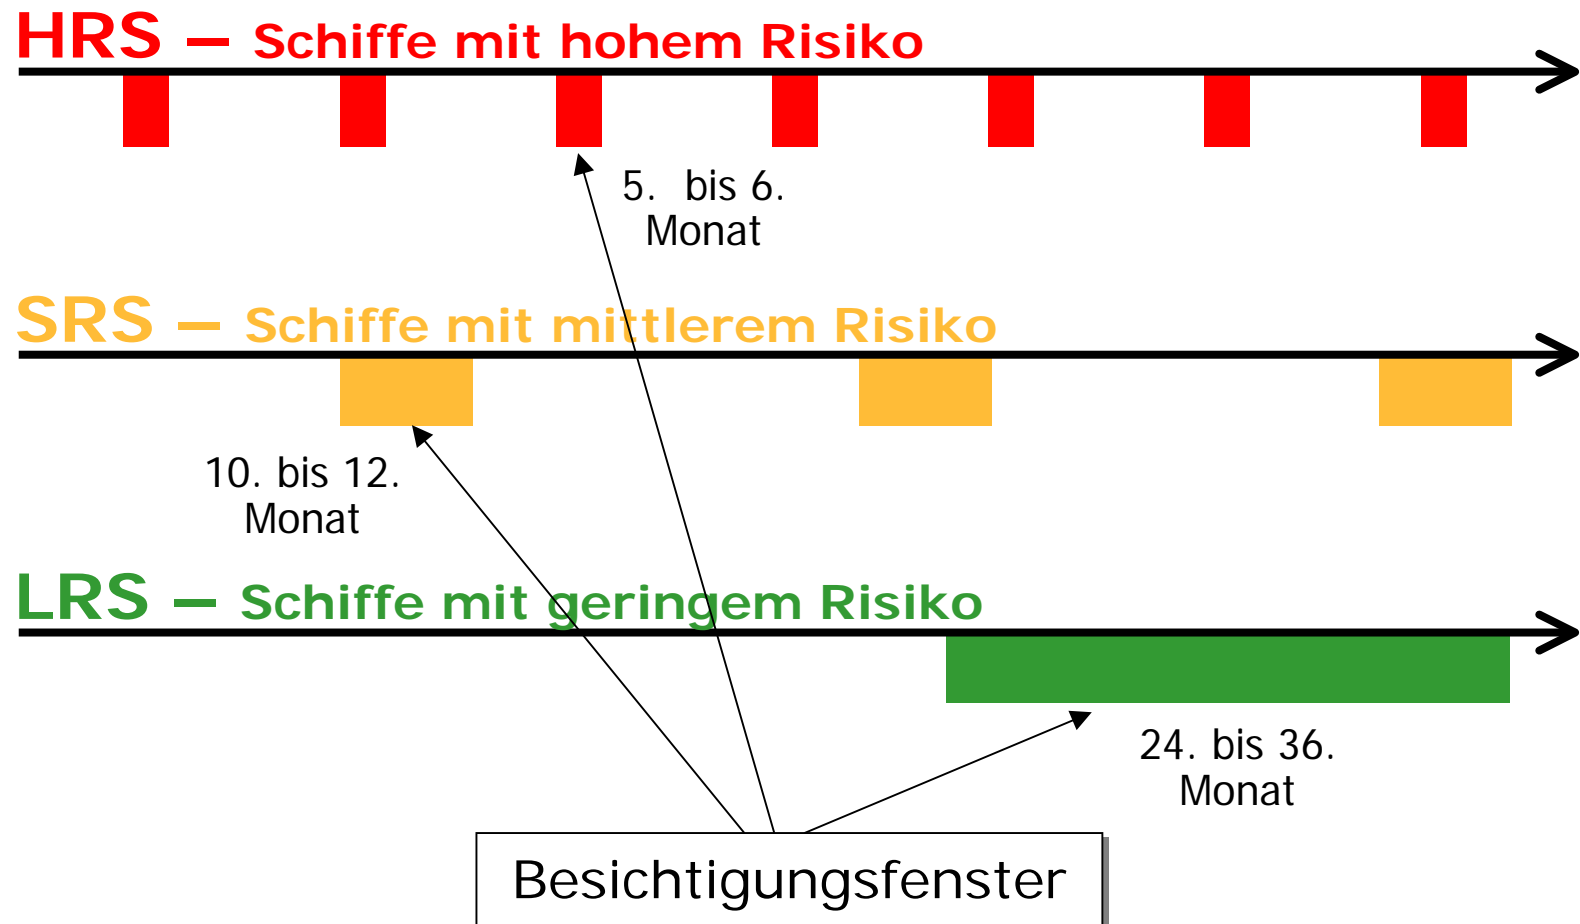 HRS – Schiffe mit hohem Risiko
5. bis 6.
Monat
SRS – Schiffe mit mittlerem Risiko
10. bis 12.
Monat
LRS – Schiffe mit geringem Risiko
24. bis 36.
Monat
Besichtigungsfenster